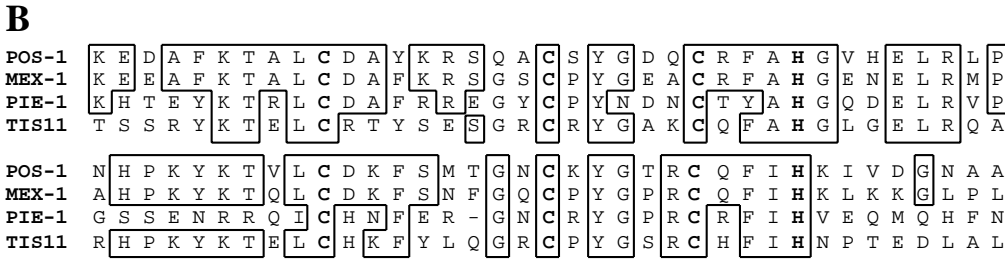 B
POS-1 K E D A F K T A L C D A Y K R S Q A C S Y G D Q C R F A H G V H E L R L P
MEX-1 K E E A F K T A L C D A F K R S G S C P Y G E A C R F A H G E N E L R M P
PIE-1 K H T E Y K T R L C D A F R R E G Y C P Y N D N C T Y A H G Q D E L R V P
TIS11 T S S R Y K T E L C R T Y S E S G R C R Y G A K C Q F A H G L G E L R Q A
POS-1 N H P K Y K T V L C D K F S M T G N C K Y G T R C Q F I H K I V D G N A A
MEX-1 A H P K Y K T Q L C D K F S N F G Q C P Y G P R C Q F I H K L K K G L P L
PIE-1 G S S E N R R Q I C H N F E R - G N C R Y G P R C R F I H V E Q M Q H F N
TIS11 R H P K Y K T E L C H K F Y L Q G R C P Y G S R C H F I H N P T E D L A L